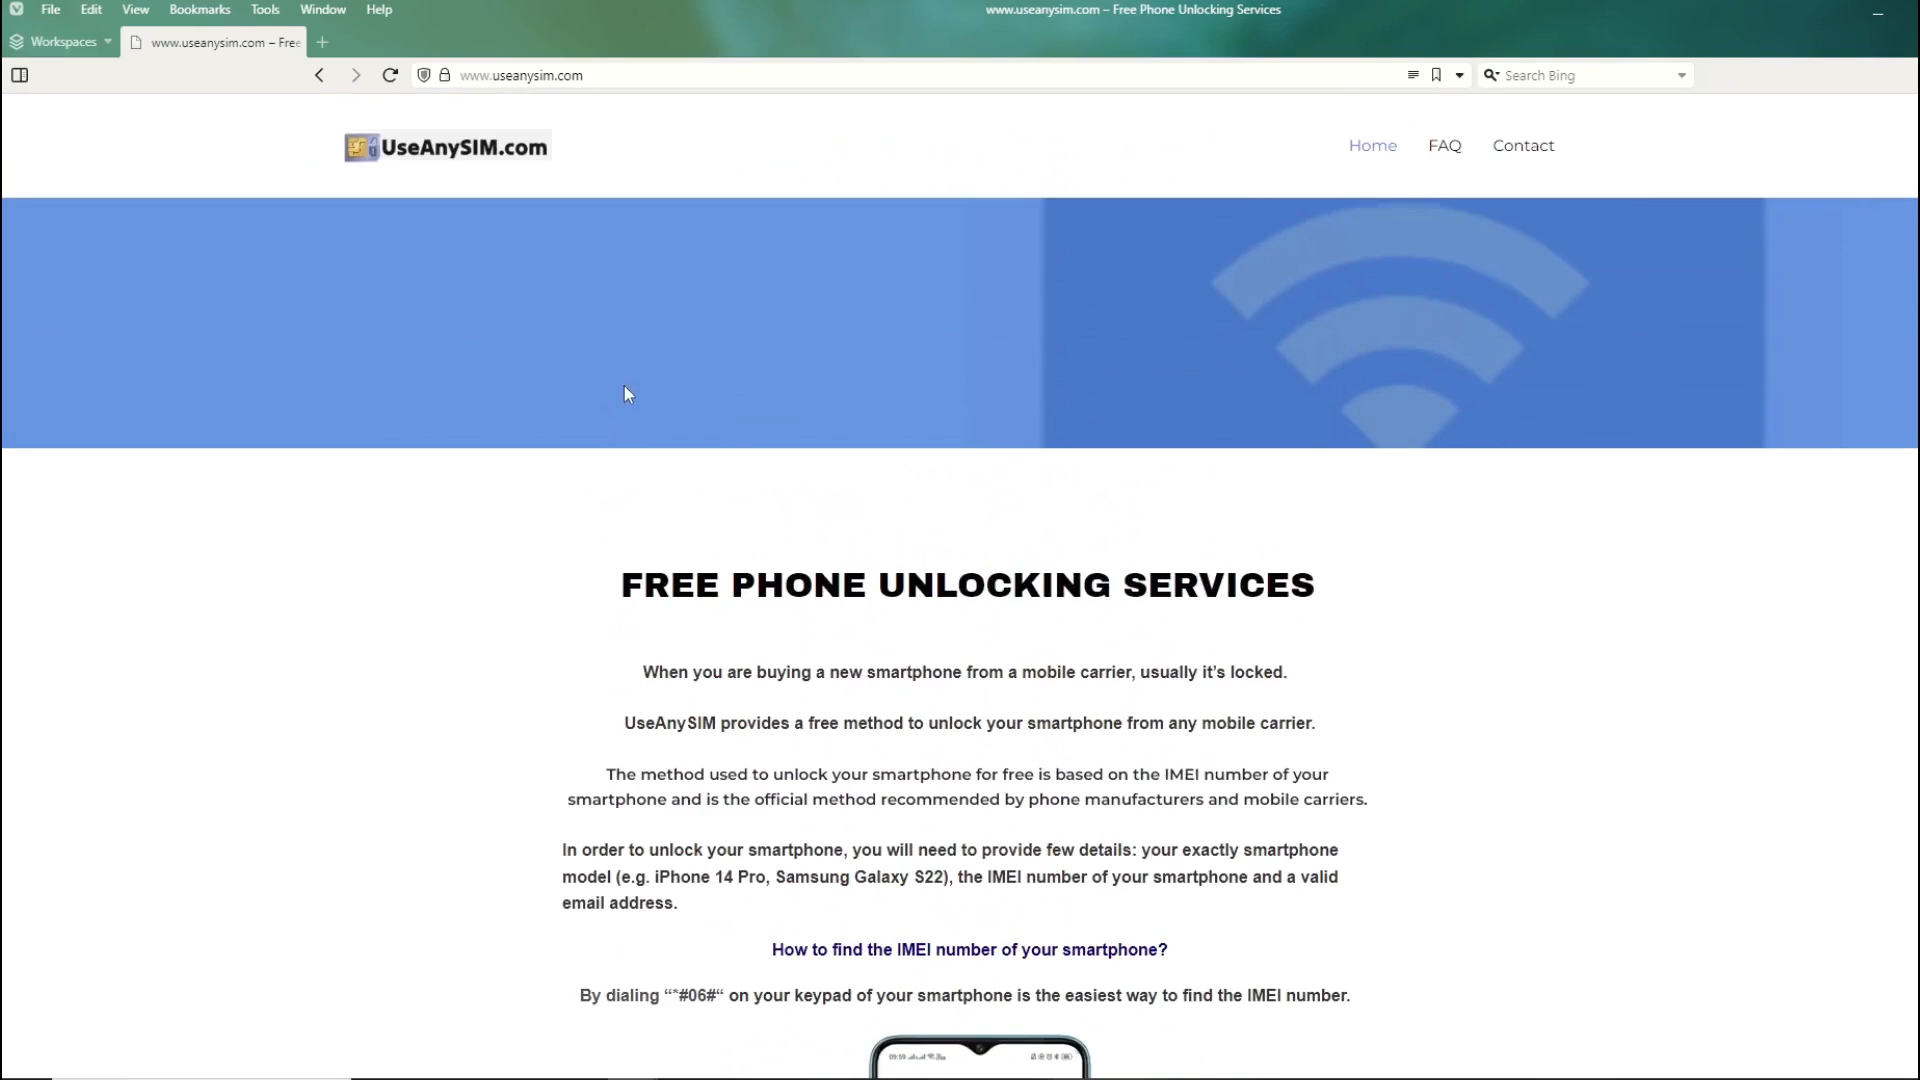 File Edit View Bookmarks Tools Window Help
www.useanysim.com – Free Phone Unlocking Services
Workspaces
www.useanysim.com – Free
www.useanysim.com
Search Bing
UseAnySIM.com
Home FAQ Contact
FREE PHONE UNLOCKING SERVICES
When you are buying a new smartphone from a mobile carrier, usually it’s locked.
UseAnySIM provides a free method to unlock your smartphone from any mobile carrier.
The method used to unlock your smartphone for free is based on the IMEI number of your
smartphone and is the official method recommended by phone manufacturers and mobile carriers.
In order to unlock your smartphone, you will need to provide few details: your exactly smartphone
model (e.g. iPhone 14 Pro, Samsung Galaxy S22), the IMEI number of your smartphone and a valid
email address.
How to find the IMEI number of your smartphone?
By dialing “*#06#“ on your keypad of your smartphone is the easiest way to find the IMEI number.